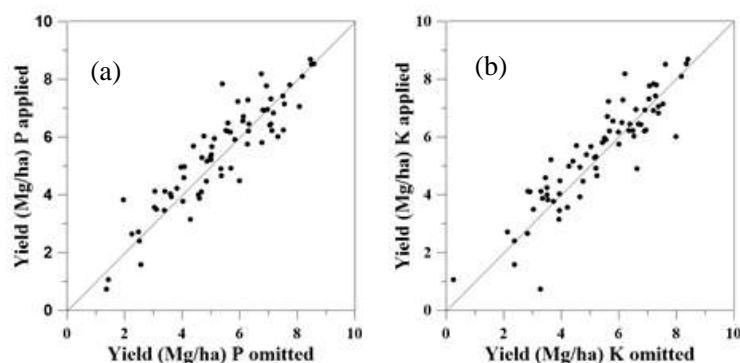 (a)
Yield (Mg/ha) P applied
10
8
6
4
2
0
0 2 4 6 8 10
Yield (Mg/ha) P omitted
(b)
Yield (Mg/ha) K applied
10
8
6
4
2
0
0 2 4 6 8 10
Yield (Mg/ha) K omitted